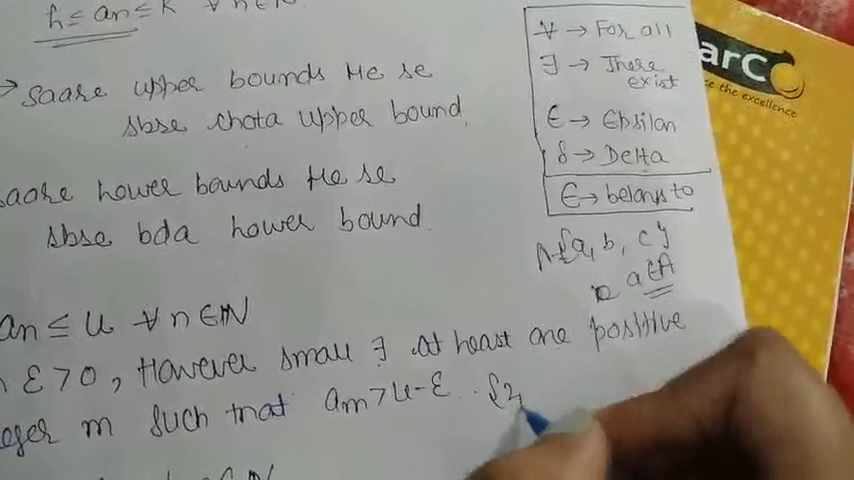 h ≤ an ≤ k ∀ n ∈ N
→ saare upper bounds me se
sbse chota upper bound,
saare lower bounds me se
sbse bda lower bound.
an ≤ u ∀ n ∈ N
ε > 0, However small ∃ at least one positive
m such that am > u - ε.
∀ → For all
∃ → There
exist
ϵ → Epsilon
δ → Delta
∈ → belongs to
{a, b, c}
a ∈ A
arC
the excellence